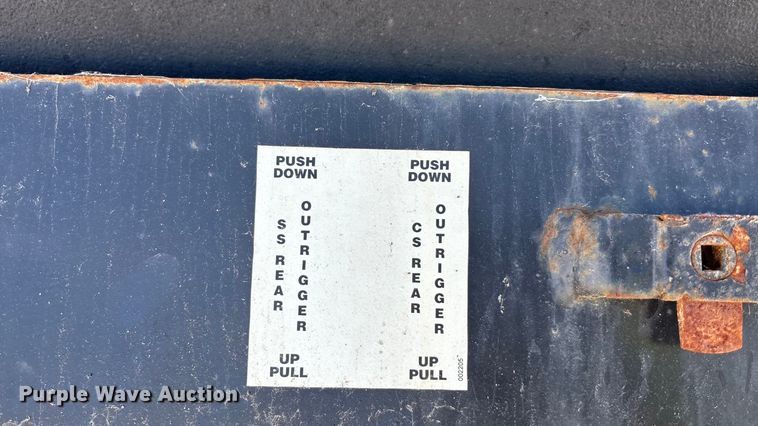 PUSH
DOWN
SS REAR
OUTRIGGER
UP
PULL
PUSH
DOWN
CS REAR
OUTRIGGER
UP
PULL
002205
Purple Wave Auction